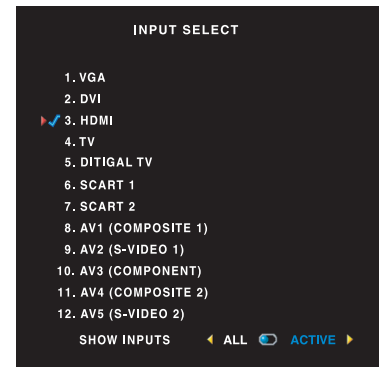 INPUT SELECT
1. VGA
2. DVI
3. HDMI
4. TV
5. DITIGAL TV
6. SCART 1
7. SCART 2
8. AV1 (COMPOSITE 1)
9. AV2 (S-VIDEO 1)
10. AV3 (COMPONENT)
11. AV4 (COMPOSITE 2)
12. AV5 (S-VIDEO 2)
SHOW INPUTS ALL ACTIVE